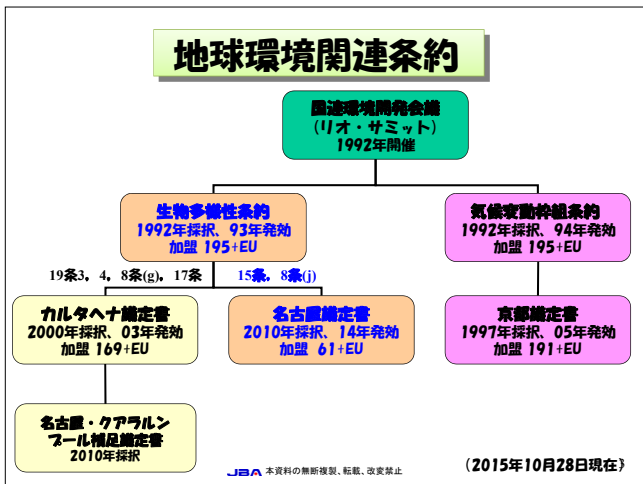 地球環境関連条約
国連環境開発会議
(リオ・サミット)
1992年開催
生物多様性条約
1992年採択、93年発効
加盟 195+EU
気候変動枠組条約
1992年採択、94年発効
加盟 195+EU
19条3, 4, 8条(g), 17条
15条, 8条(j)
カルタヘナ議定書
2000年採択、03年発効
加盟 169+EU
名古屋議定書
2010年採択、14年発効
加盟 61+EU
京都議定書
1997年採択、05年発効
加盟 191+EU
名古屋・クアラルン
プール補足議定書
2010年採択
JBA 本資料の無断複製、転載、改変禁止
(2015年10月28日現在)